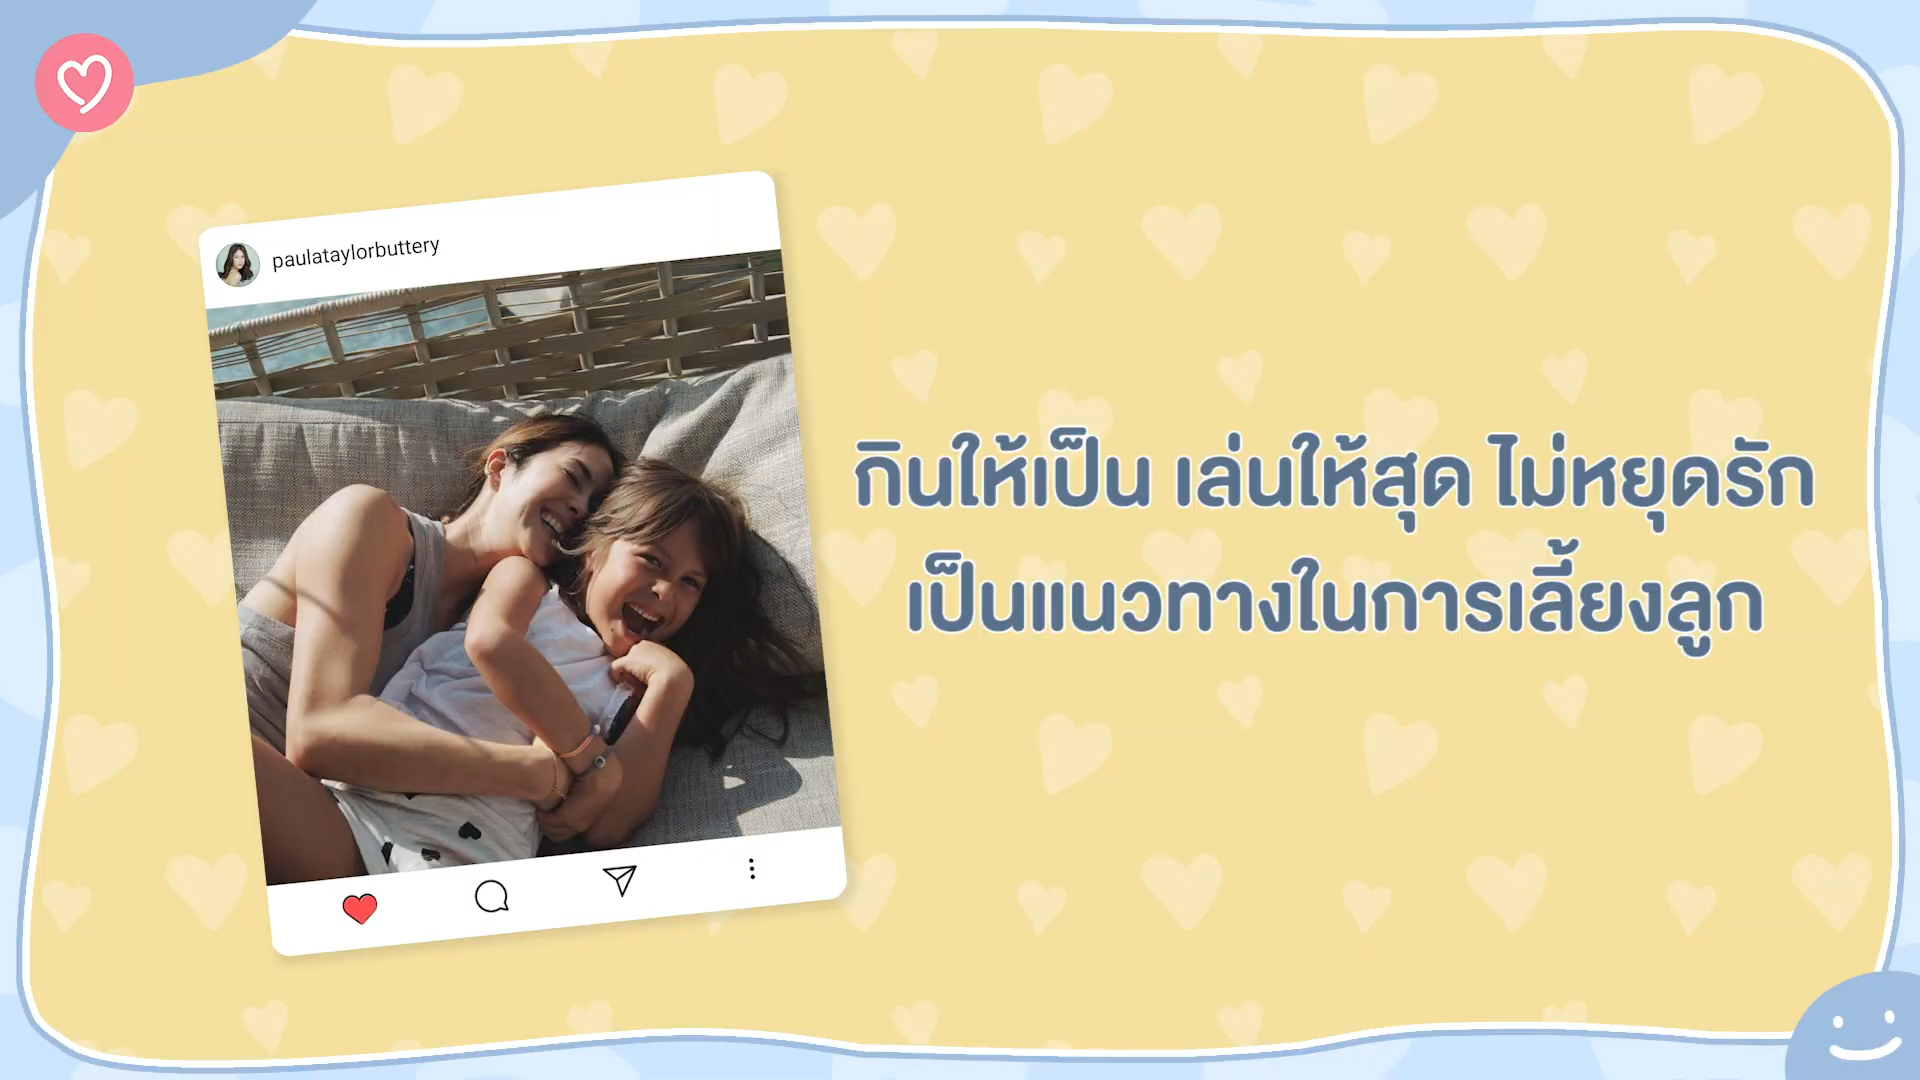 paulataylorbuttery
กินให้เป็น เล่นให้สุด ไม่หยุดรัก
เป็นแนวทางในการเลี้ยงลูก